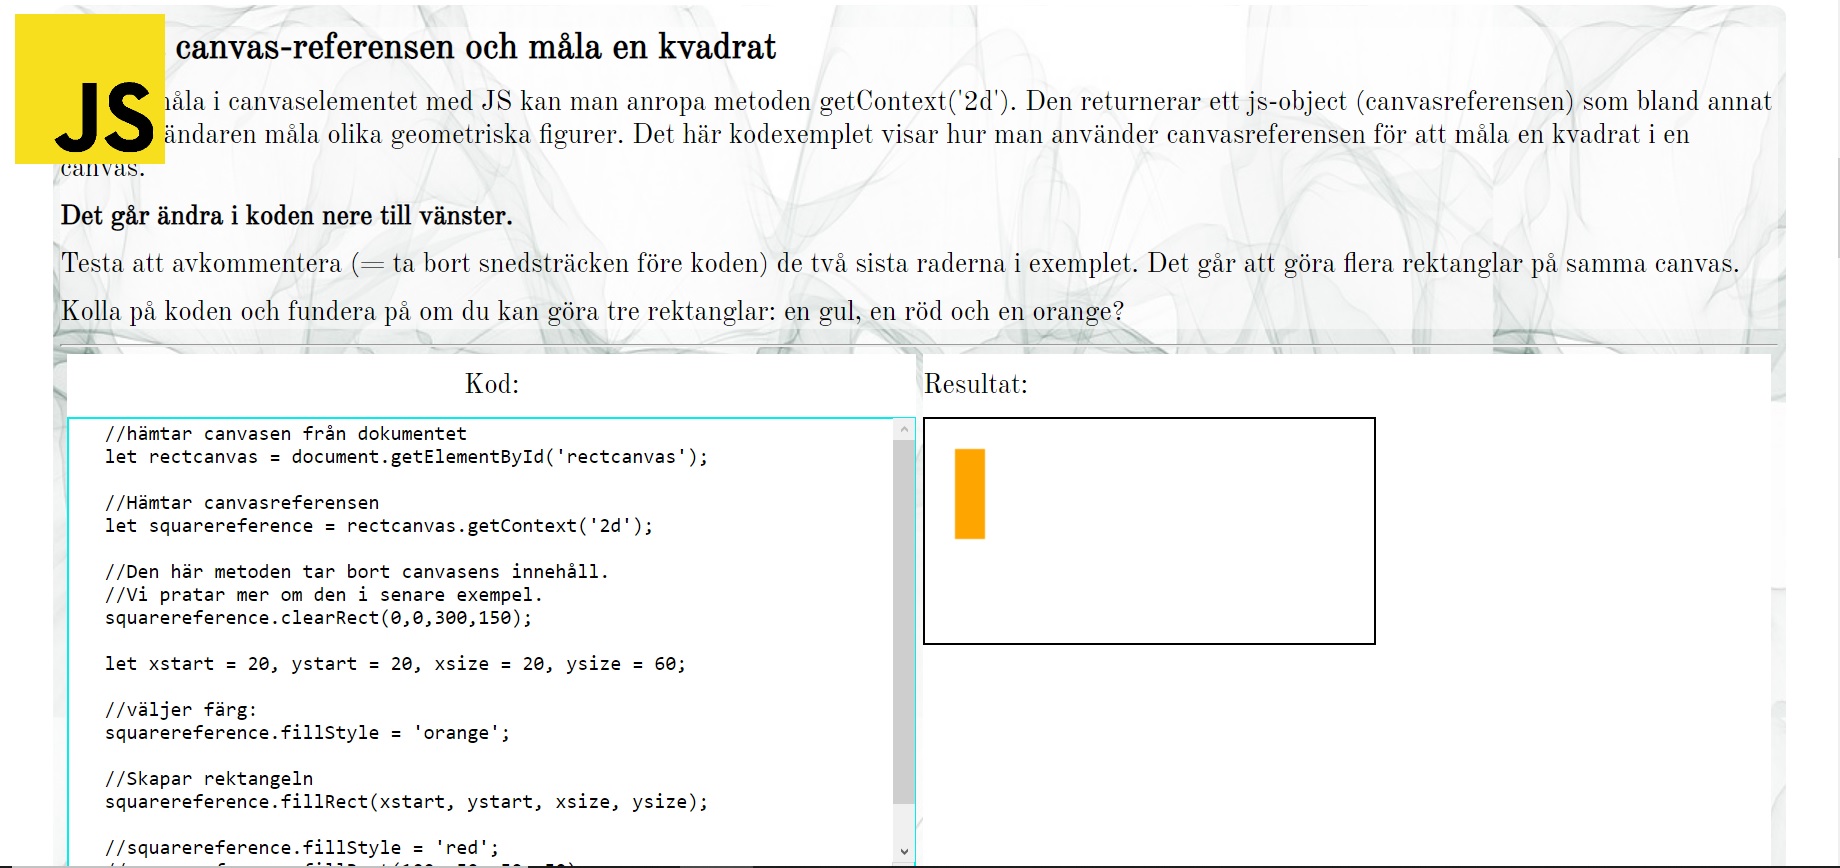 JS
canvas-referensen och måla en kvadrat
måla i canvaselementet med JS kan man anropa metoden getContext('2d'). Den returnerar ett js-object (canvasreferensen) som bland annat
ändaren måla olika geometriska figurer. Det här kodexemplet visar hur man använder canvasreferensen för att måla en kvadrat i en
canvas.
Det går ändra i koden nere till vänster.
Testa att avkommentera (= ta bort snedsträcken före koden) de två sista raderna i exemplet. Det går att göra flera rektanglar på samma canvas.
Kolla på koden och fundera på om du kan göra tre rektanglar: en gul, en röd och en orange?
Kod:
Resultat:
//hämtar canvasen från dokumentet
let rectcanvas = document.getElementById('rectcanvas');
//Hämtar canvasreferensen
let squarereference = rectcanvas.getContext('2d');
//Den här metoden tar bort canvasens innehåll.
//Vi pratar mer om den i senare exempel.
squarereference.clearRect(0,0,300,150);
let xstart = 20, ystart = 20, xsize = 20, ysize = 60;
//väljer färg:
squarereference.fillStyle = 'orange';
//Skapar rektangeln
squarereference.fillRect(xstart, ystart, xsize, ysize);
//squarereference.fillStyle = 'red';